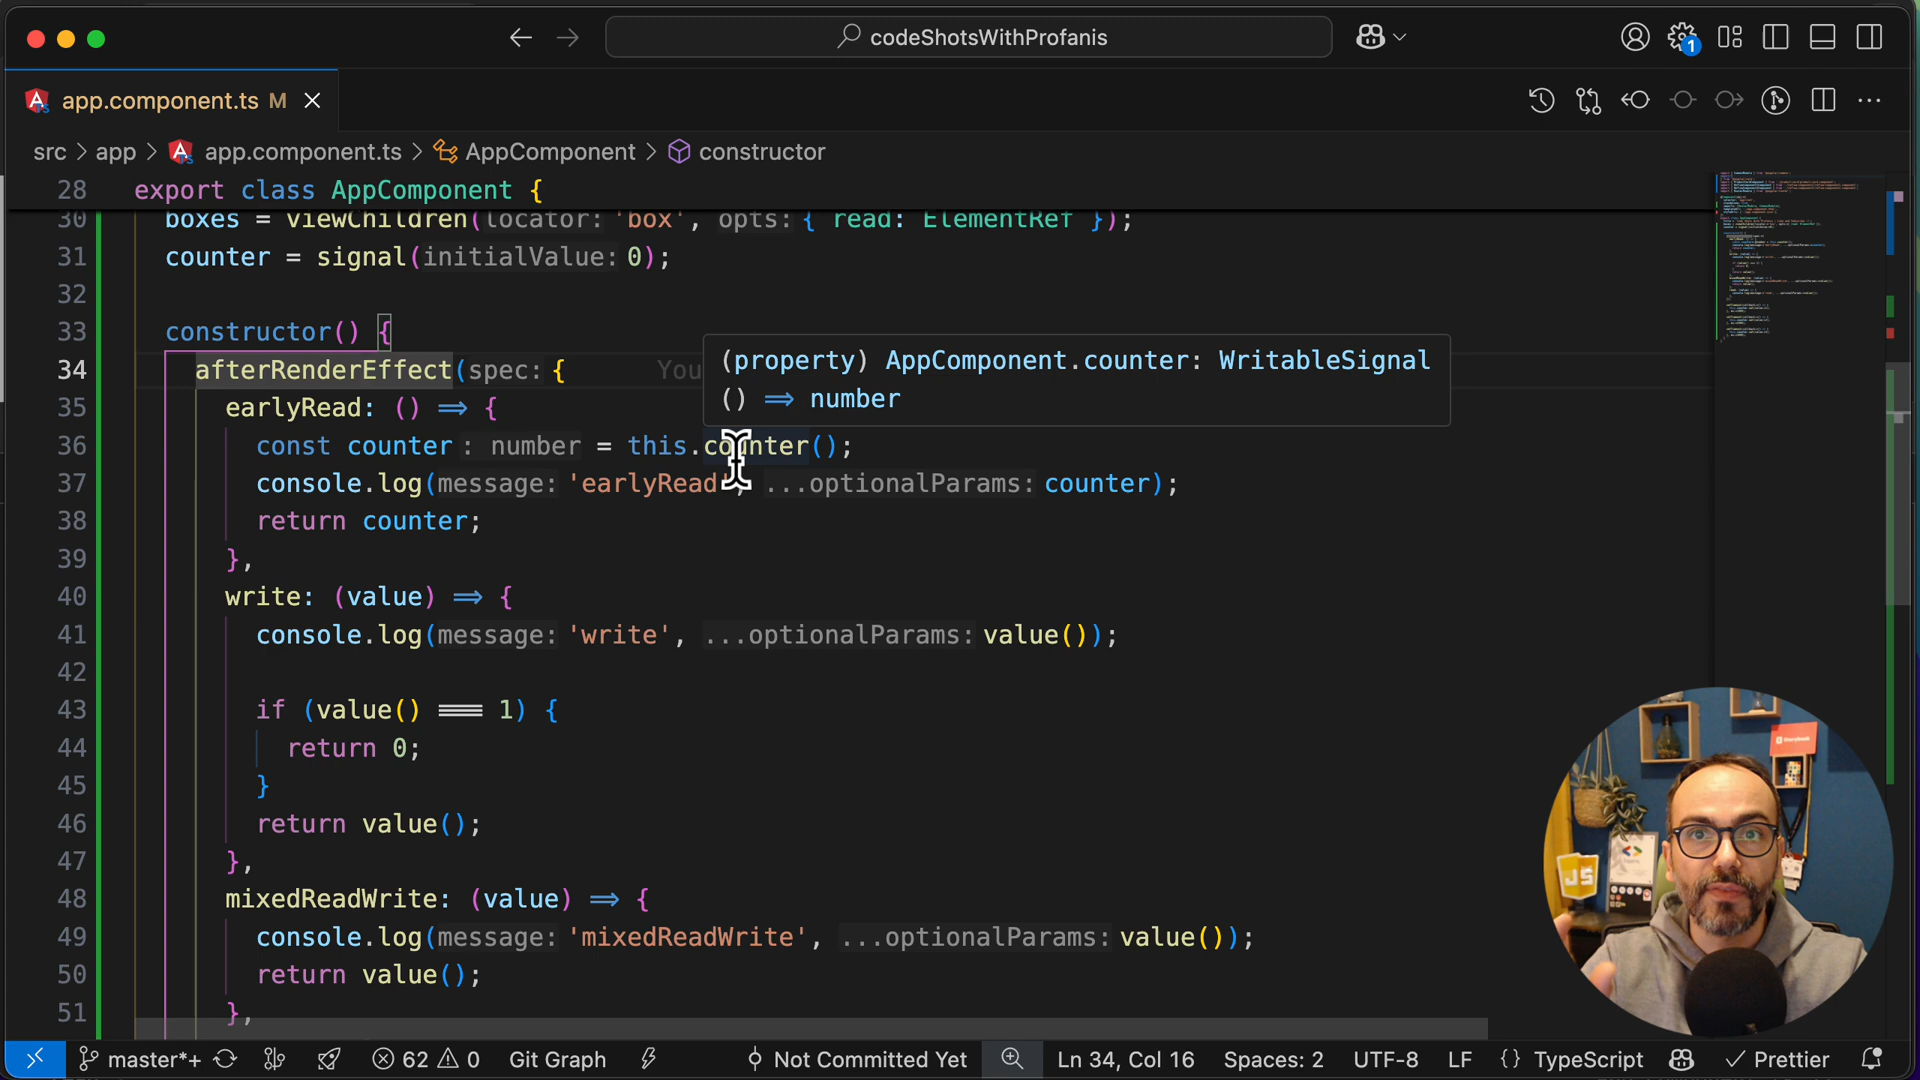 codeShotsWithProfanis
1
app.component.ts M
src > app > app.component.ts > AppComponent > constructor
28 export class AppComponent {
30 boxes = viewChildren(locator: 'box', opts: { read: ElementRef });
31 counter = signal(initialValue: 0);
32
33 constructor() {
34 afterRenderEffect(spec: { You
(property) AppComponent.counter: WritableSignal
() => number
35 earlyRead: () => {
36 const counter: number = this.counter();
37 console.log(message: 'earlyRead', ...optionalParams: counter);
38 return counter;
39 },
40 write: (value) => {
41 console.log(message: 'write', ...optionalParams: value());
42
43 if (value() === 1) {
44 return 0;
45 }
46 return value();
47 },
48 mixedReadWrite: (value) => {
49 console.log(message: 'mixedReadWrite', ...optionalParams: value());
50 return value();
51 },
JS
master*+ 62 0 Git Graph Not Committed Yet Ln 34, Col 16 Spaces: 2 UTF-8 LF {} TypeScript Prettier